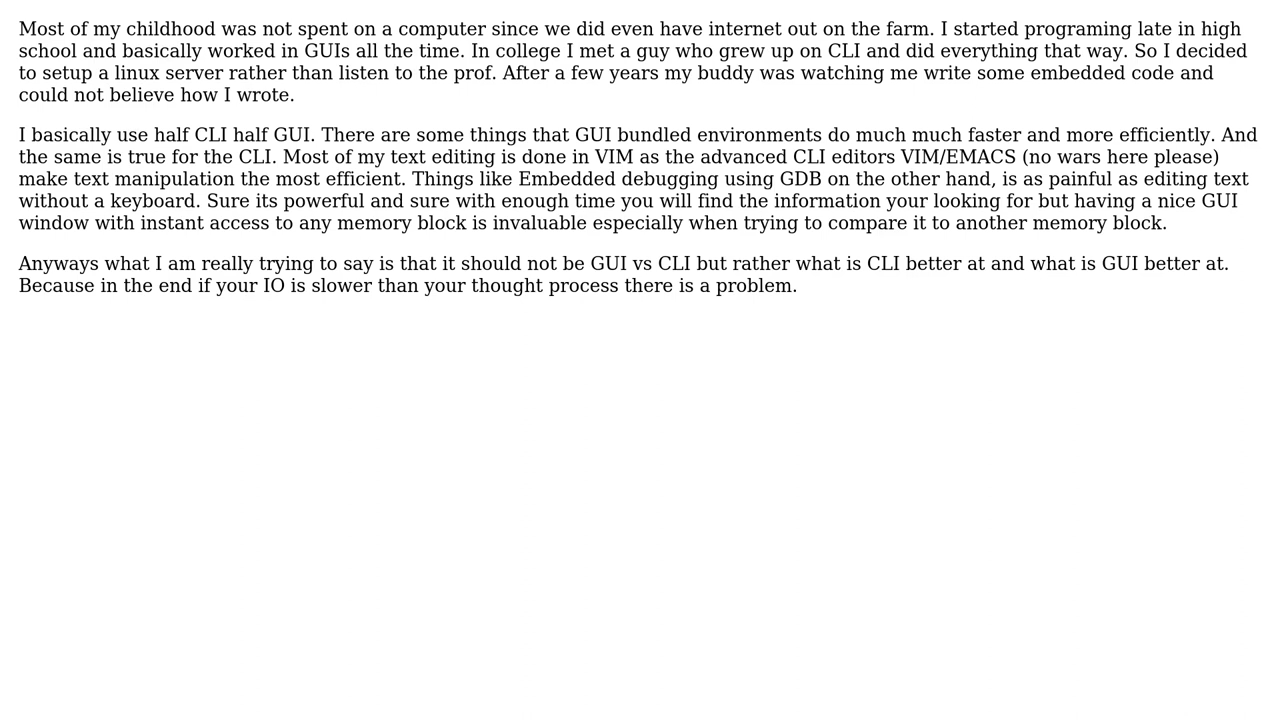 Most of my childhood was not spent on a computer since we did even have internet out on the farm. I started programing late in high
school and basically worked in GUIs all the time. In college I met a guy who grew up on CLI and did everything that way. So I decided
to setup a linux server rather than listen to the prof. After a few years my buddy was watching me write some embedded code and
could not believe how I wrote.
I basically use half CLI half GUI. There are some things that GUI bundled environments do much much faster and more efficiently. And
the same is true for the CLI. Most of my text editing is done in VIM as the advanced CLI editors VIM/EMACS (no wars here please)
make text manipulation the most efficient. Things like Embedded debugging using GDB on the other hand, is as painful as editing text
without a keyboard. Sure its powerful and sure with enough time you will find the information your looking for but having a nice GUI
window with instant access to any memory block is invaluable especially when trying to compare it to another memory block.
Anyways what I am really trying to say is that it should not be GUI vs CLI but rather what is CLI better at and what is GUI better at.
Because in the end if your IO is slower than your thought process there is a problem.